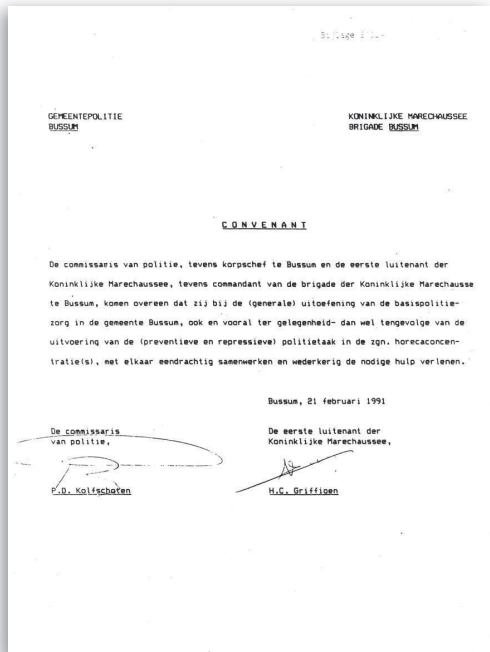 Bijlage
GEMEENTEPOLITIE
BUSSUM
KONINKLIJKE MARECHAUSSEE
BRIGADE BUSSUM
CONVENANT
De commissaris van politie, tevens korpschef te Bussum en de eerste luitenant der
Koninklijke Marechaussee, tevens commandant van de brigade der Koninklijke Marechausse
te Bussum, komen overeen dat zij bij de (generale) uitoefening van de basispolitie-
zorg in de gemeente Bussum, ook en vooral ter gelegenheid- dan wel tengevolge van de
uitvoering van de (preventieve en repressieve) politietaak in de zgn. horecaconcen-
tratie(s), met elkaar eendrachtig samenwerken en wederkerig de nodige hulp verlenen.
Bussum, 21 februari 1991
De commissaris
van politie,
De eerste luitenant der
Koninklijke Marechaussee,
P.D. Kolfschoten
H.C. Griffioen